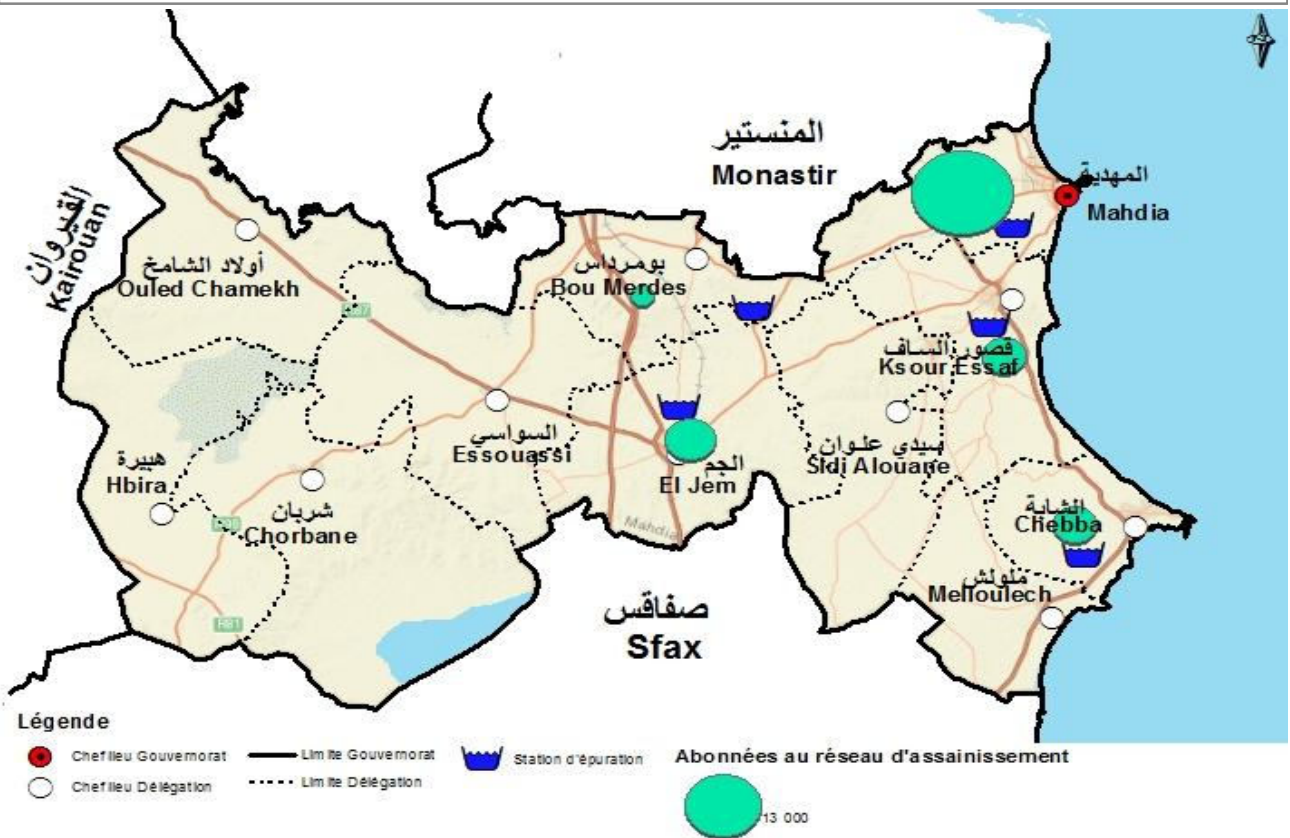 المنستير
Monastir
المهدية
Mahdia
القيروان
Kairouan
أولاد الشامخ
Ouled Chamekh
بومرداس
Bou Merdes
قصور الساف
Ksour Essaf
السواسي
Essouassi
سيدي علوان
Sidi Alouane
الجم
El Jem
هبيرة
Hbira
شربان
Chorbane
الشابة
Chebba
Mahdia
ملولش
Melloulech
R81
صفاقس
Sfax
Légende
Chef lieu Gouvernorat
Limite Gouvernorat
Station d'épuration
Abonnées au réseau d'assainissement
Chef lieu Délégation
Limite Délégation
13 000